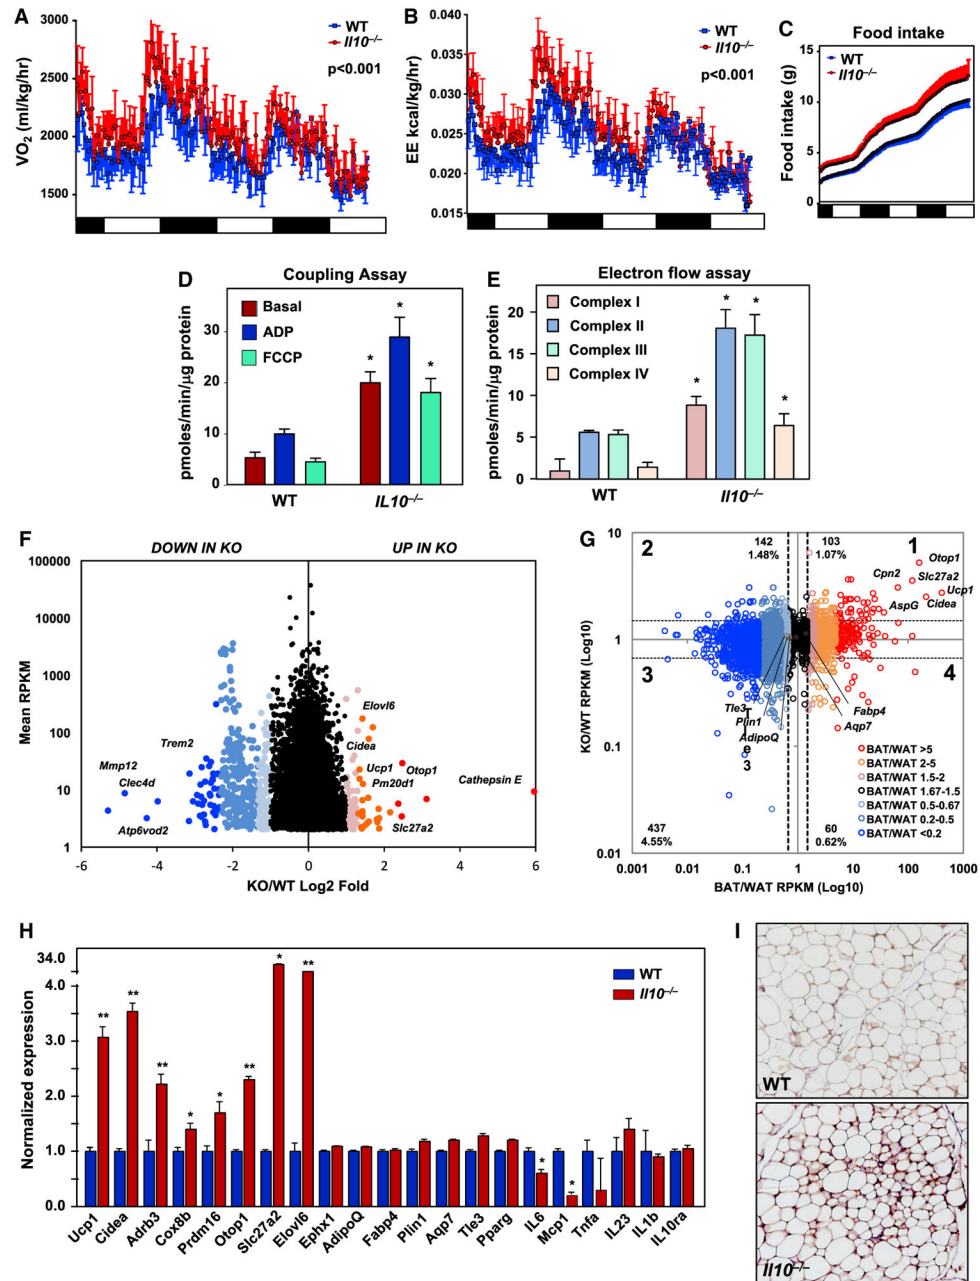 A
WT
Il10–/–
p<0.001
VO2 (ml/kg/hr)
3000
2500
2000
1500
B
WT
Il10–/–
p<0.001
EE kcal/kg/hr)
0.040
0.035
0.030
0.025
0.020
0.015
C
Food intake
WT
Il10–/–
Food intake (g)
15
10
5
0
D
Coupling Assay
Basal
ADP
FCCP
pmoles/min/µg protein
30
20
10
0
* * *
WT
IL10–/–
E
Electron flow assay
Complex I
Complex II
Complex III
Complex IV
pmoles/min/µg protein
20
15
10
5
0
* * * *
WT
Il10–/–
F
DOWN IN KO
UP IN KO
Mean RPKM
100000
10000
1000
100
10
1
Trem2
Mmp12
Clec4d
Atp6vod2
Elovl6
Cidea
Ucp1
Otop1
Pm20d1
Cathepsin E
Slc27a2
-6 -4 -2 0 2 4 6
KO/WT Log2 Fold
G
KO/WT RPKM (Log10)
10
1
0.1
0.01
2
142
1.48%
103
1.07%
1
Otop1
Cpn2
Slc27a2
Ucp1
AspG
Cidea
3
4
Tle3
Plin1
AdipoQ
T
l
e
3
Fabp4
Aqp7
BAT/WAT >5
BAT/WAT 2-5
BAT/WAT 1.5-2
BAT/WAT 1.67-1.5
BAT/WAT 0.5-0.67
BAT/WAT 0.2-0.5
BAT/WAT <0.2
437
4.55%
60
0.62%
0.001 0.01 0.1 1 10 100 1000
BAT/WAT RPKM (Log10)
H
Normalized expression
34.0
4.0
3.0
2.0
1.0
0.0
** ** ** * * ** * ** * *
WT
Il10–/–
Ucp1
Cidea
Adrb3
Cox8b
Prdm16
Otop1
Slc27a2
Elovl6
Ephx1
AdipoQ
Fabp4
Plin1
Aqp7
Tle3
Pparg
IL6
Mcp1
Tnfa
IL23
IL1b
IL10ra
I
WT
Il10–/–